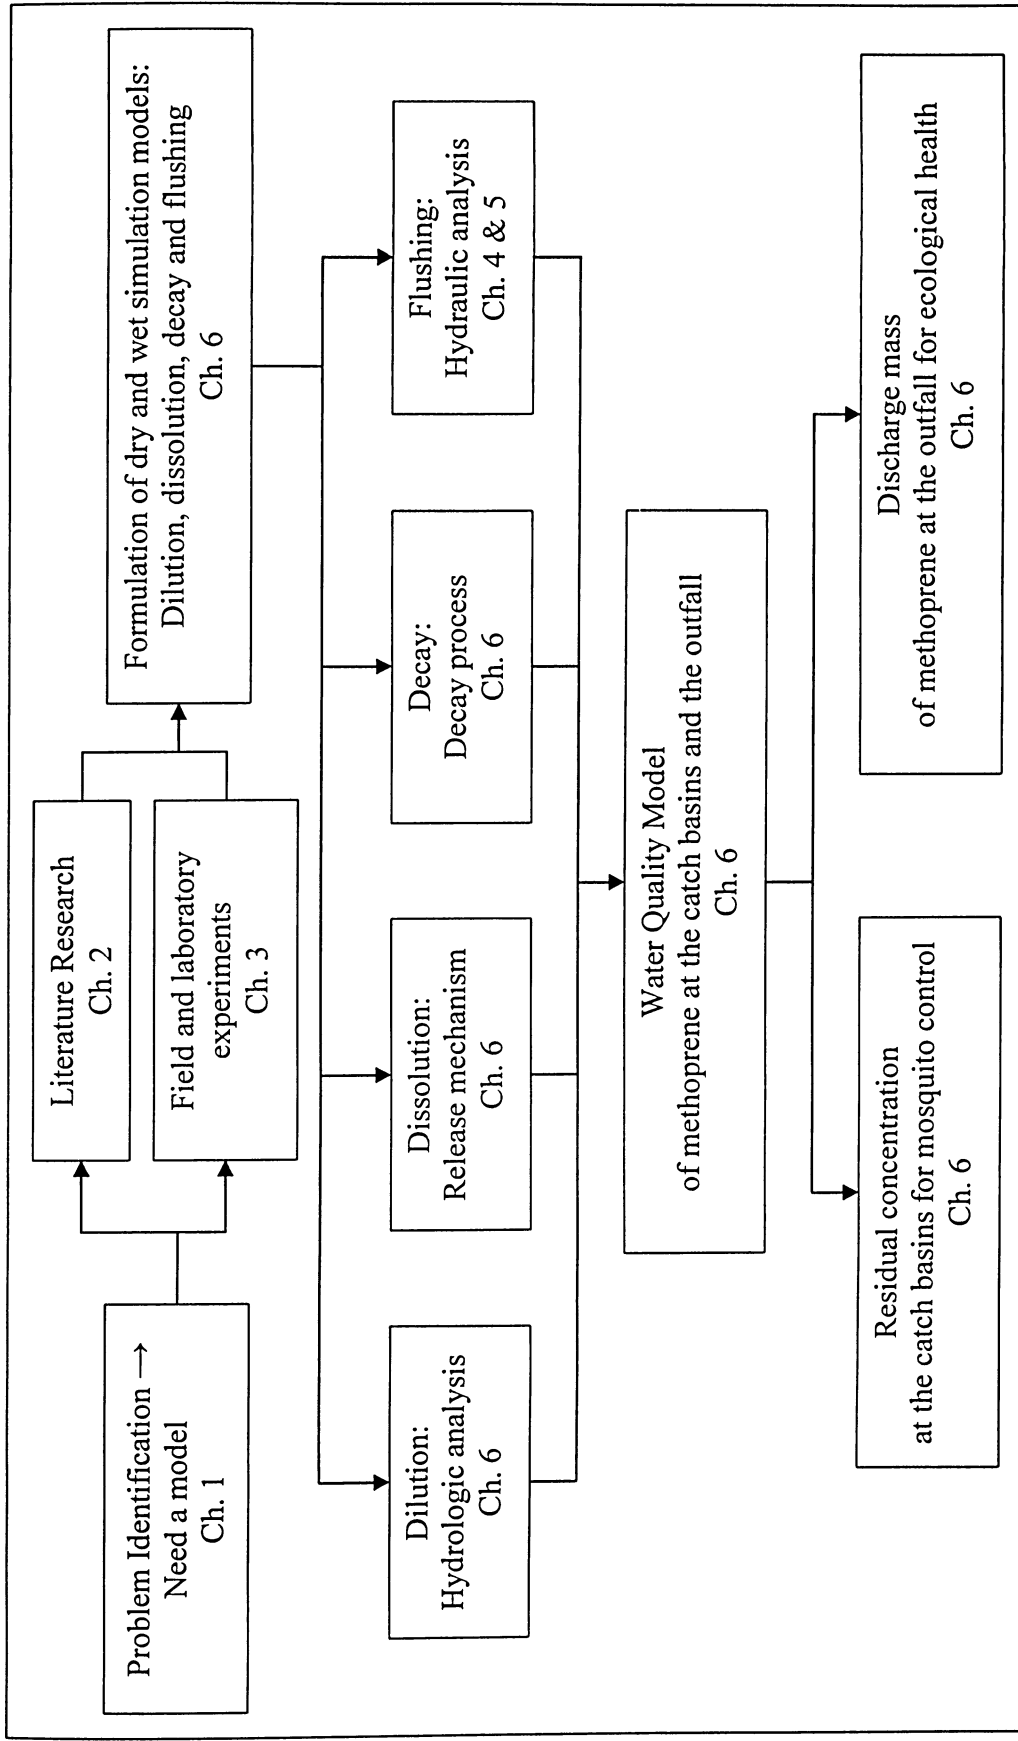 Problem Identification →
Need a model
Ch. 1
Literature Research
Ch. 2
Field and laboratory
experiments
Ch. 3
Formulation of dry and wet simulation models:
Dilution, dissolution, decay and flushing
Ch. 6
Dilution:
Hydrologic analysis
Ch. 6
Dissolution:
Release mechanism
Ch. 6
Decay:
Decay process
Ch. 6
Flushing:
Hydraulic analysis
Ch. 4 & 5
Water Quality Model
of methoprene at the catch basins and the outfall
Ch. 6
Residual concentration
at the catch basins for mosquito control
Ch. 6
Discharge mass
of methoprene at the outfall for ecological health
Ch. 6